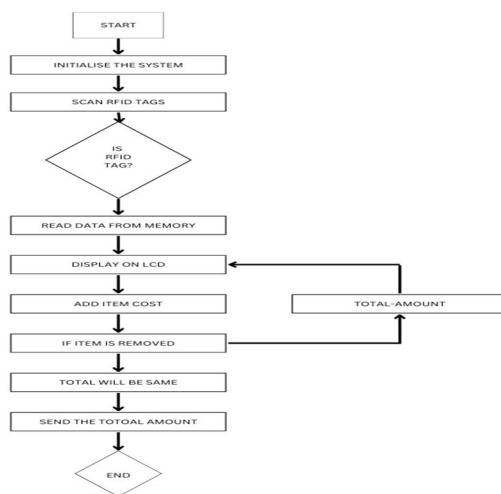 START
INITIALISE THE SYSTEM
SCAN RFID TAGS
IS
RFID
TAG?
READ DATA FROM MEMORY
DISPLAY ON LCD
ADD ITEM COST
TOTAL-AMOUNT
IF ITEM IS REMOVED
TOTAL WILL BE SAME
SEND THE TOTOAL AMOUNT
END